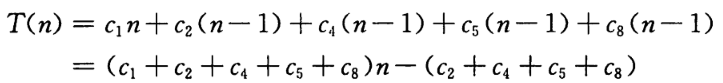 T(n) = c₁n + c₂(n−1) + c₄(n−1) + c₅(n−1) + c₈(n−1)
= (c₁ + c₂ + c₄ + c₅ + c₈)n − (c₂ + c₄ + c₅ + c₈)